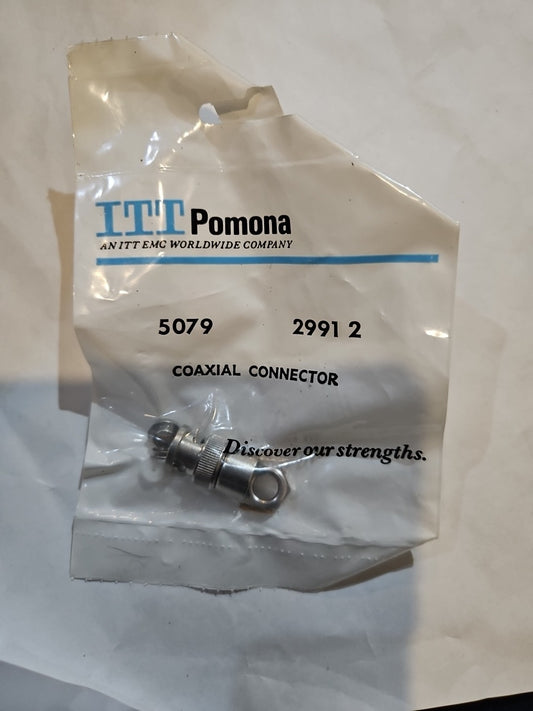 ITT Pomona
AN ITT EMC WORLDWIDE COMPANY
5079 2991 2
COAXIAL CONNECTOR
Discover our strengths.